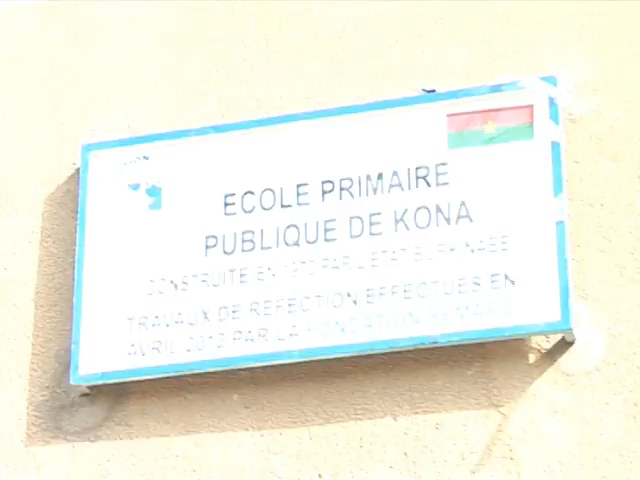 ECOLE PRIMAIRE
PUBLIQUE DE KONA
CONSTRUITE EN PAR L'ETAT BURKINABE
TRAVAUX DE REFECTION EFFECTUES EN
AVRIL PAR LA FONDATION